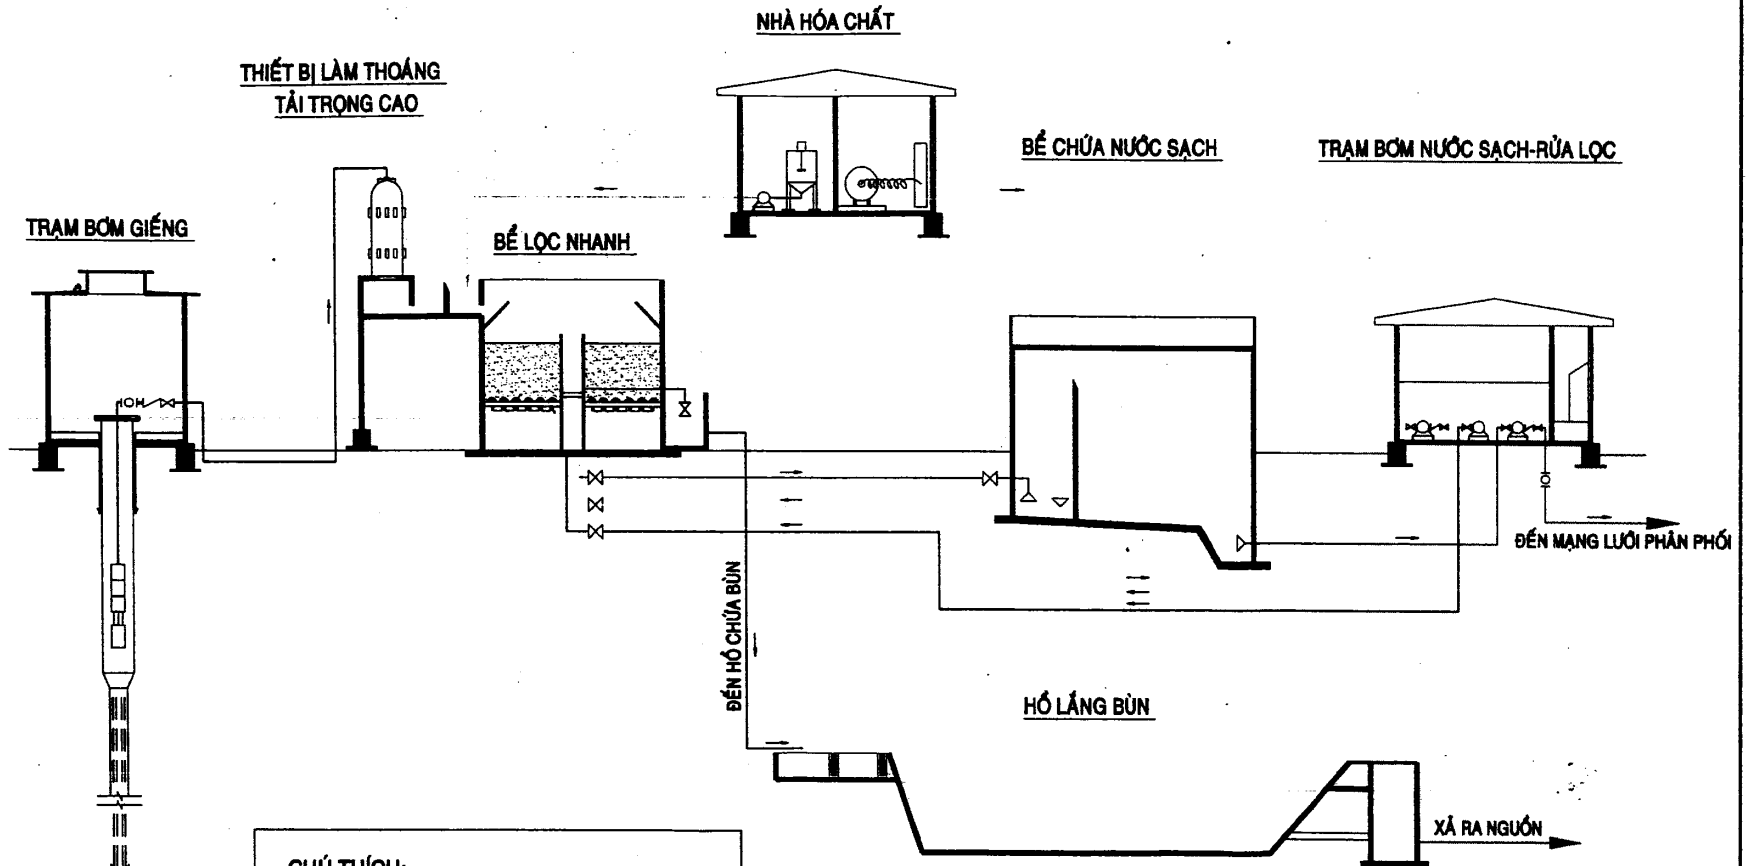 NHÀ HÓA CHẤT
THIẾT BỊ LÀM THOÁNG
TẢI TRỌNG CAO
BỂ CHỨA NƯỚC SẠCH
TRẠM BƠM NƯỚC SẠCH-RỬA LỌC
TRẠM BƠM GIẾNG
BỂ LỌC NHANH
ĐẾN MẠNG LƯỚI PHÂN PHỐI
ĐẾN HỒ CHỨA BÙN
HỒ LẮNG BÙN
XẢ RA NGUỒN
CHÚ THÍCH: